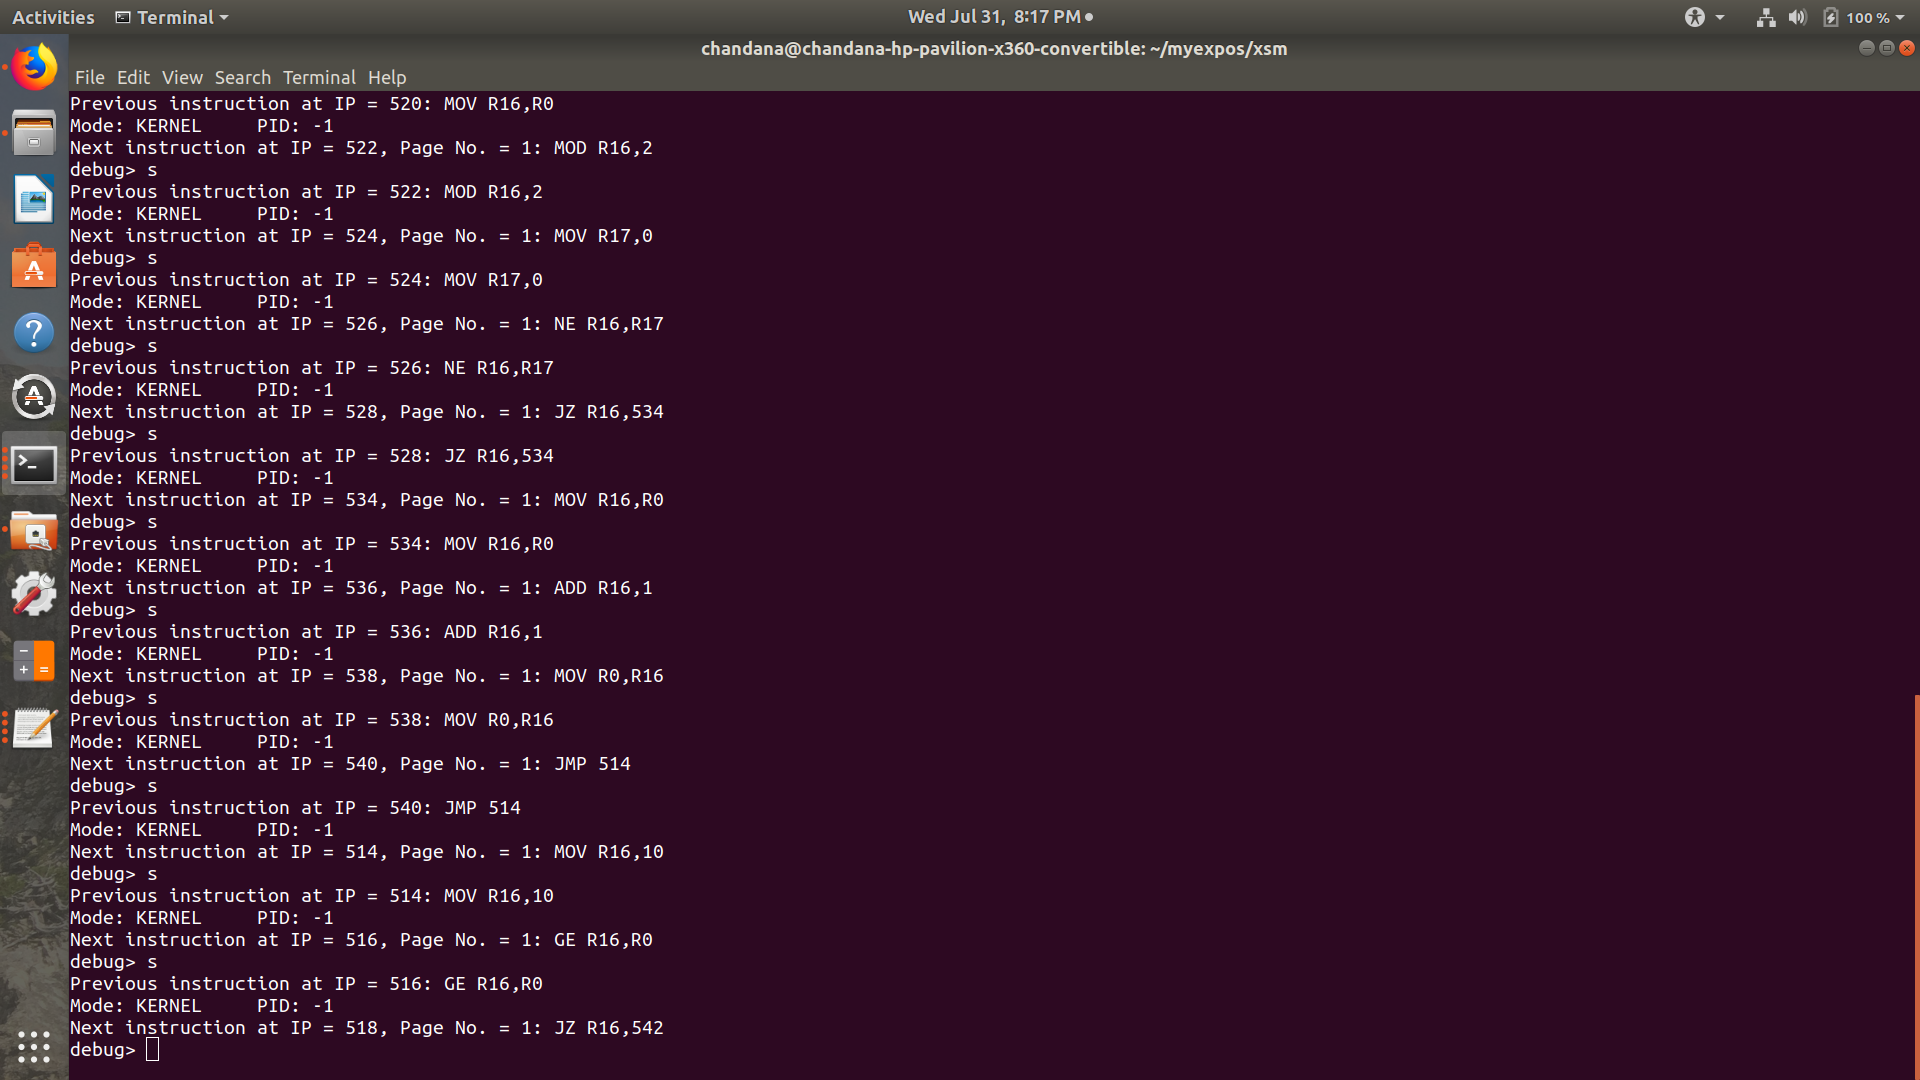 Activities Terminal Wed Jul 31, 8:17 PM 100 %
chandana@chandana-hp-pavilion-x360-convertible: ~/myexpos/xsm
File Edit View Search Terminal Help
Previous instruction at IP = 520: MOV R16,R0
Mode: KERNEL     PID: -1
Next instruction at IP = 522, Page No. = 1: MOD R16,2
debug> s
Previous instruction at IP = 522: MOD R16,2
Mode: KERNEL     PID: -1
Next instruction at IP = 524, Page No. = 1: MOV R17,0
debug> s
Previous instruction at IP = 524: MOV R17,0
Mode: KERNEL     PID: -1
Next instruction at IP = 526, Page No. = 1: NE R16,R17
debug> s
Previous instruction at IP = 526: NE R16,R17
Mode: KERNEL     PID: -1
Next instruction at IP = 528, Page No. = 1: JZ R16,534
debug> s
Previous instruction at IP = 528: JZ R16,534
Mode: KERNEL     PID: -1
Next instruction at IP = 534, Page No. = 1: MOV R16,R0
debug> s
Previous instruction at IP = 534: MOV R16,R0
Mode: KERNEL     PID: -1
Next instruction at IP = 536, Page No. = 1: ADD R16,1
debug> s
Previous instruction at IP = 536: ADD R16,1
Mode: KERNEL     PID: -1
Next instruction at IP = 538, Page No. = 1: MOV R0,R16
debug> s
Previous instruction at IP = 538: MOV R0,R16
Mode: KERNEL     PID: -1
Next instruction at IP = 540, Page No. = 1: JMP 514
debug> s
Previous instruction at IP = 540: JMP 514
Mode: KERNEL     PID: -1
Next instruction at IP = 514, Page No. = 1: MOV R16,10
debug> s
Previous instruction at IP = 514: MOV R16,10
Mode: KERNEL     PID: -1
Next instruction at IP = 516, Page No. = 1: GE R16,R0
debug> s
Previous instruction at IP = 516: GE R16,R0
Mode: KERNEL     PID: -1
Next instruction at IP = 518, Page No. = 1: JZ R16,542
debug>